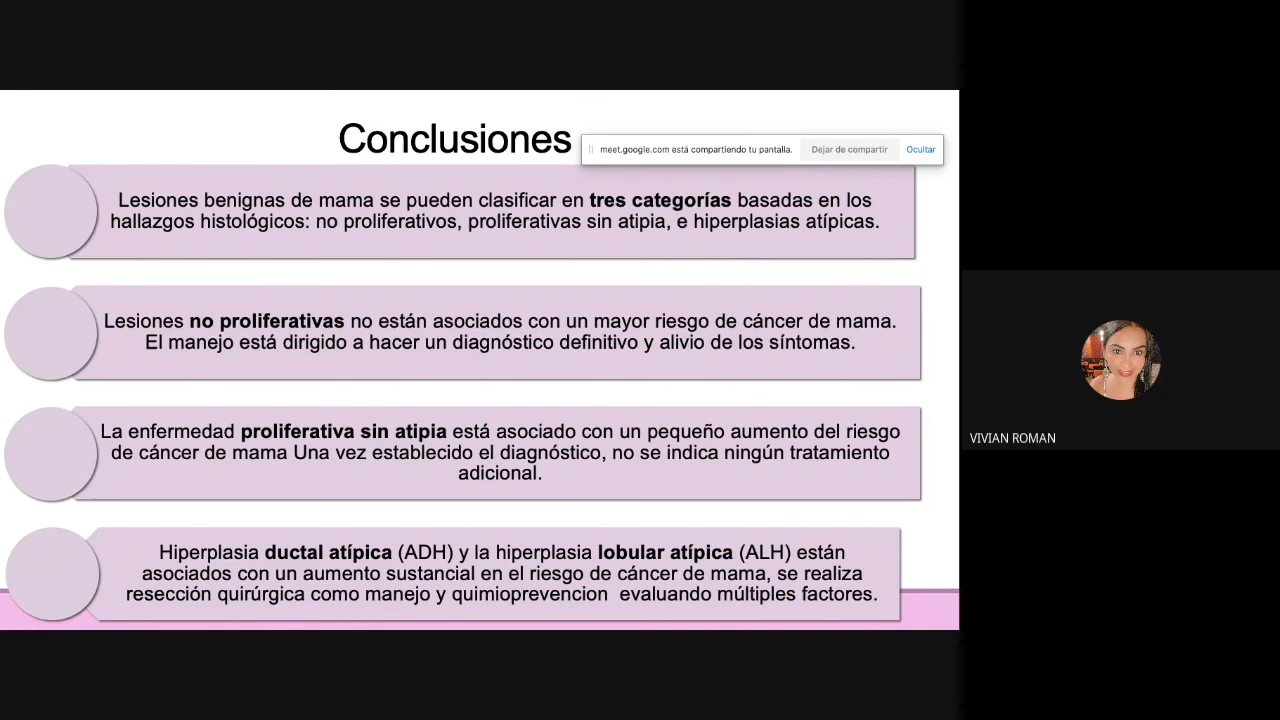 Conclusiones
meet.google.com está compartiendo tu pantalla.
Dejar de compartir
Ocultar
Lesiones benignas de mama se pueden clasificar en tres categorías basadas en los
hallazgos histológicos: no proliferativos, proliferativas sin atipia, e hiperplasias atípicas.
Lesiones no proliferativas no están asociados con un mayor riesgo de cáncer de mama.
El manejo está dirigido a hacer un diagnóstico definitivo y alivio de los síntomas.
La enfermedad proliferativa sin atipia está asociado con un pequeño aumento del riesgo
de cáncer de mama Una vez establecido el diagnóstico, no se indica ningún tratamiento
adicional.
Hiperplasia ductal atípica (ADH) y la hiperplasia lobular atípica (ALH) están
asociados con un aumento sustancial en el riesgo de cáncer de mama, se realiza
resección quirúrgica como manejo y quimioprevencion evaluando múltiples factores.
VIVIAN ROMAN